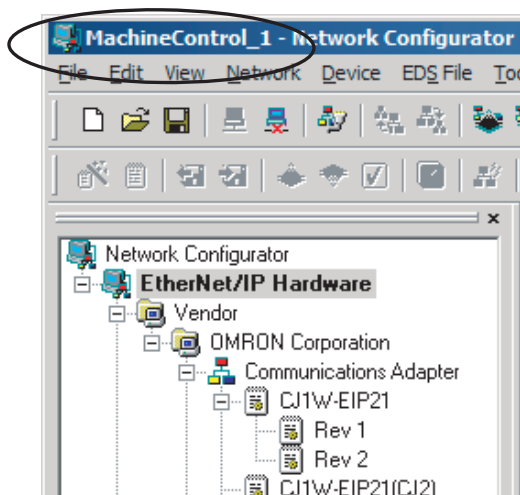 MachineControl_1 - Network Configurator
File Edit View Network Device EDS File Too
Network Configurator
EtherNet/IP Hardware
Vendor
OMRON Corporation
Communications Adapter
CJ1W-EIP21
Rev 1
Rev 2
CJ1W-EIP21(CJ2)